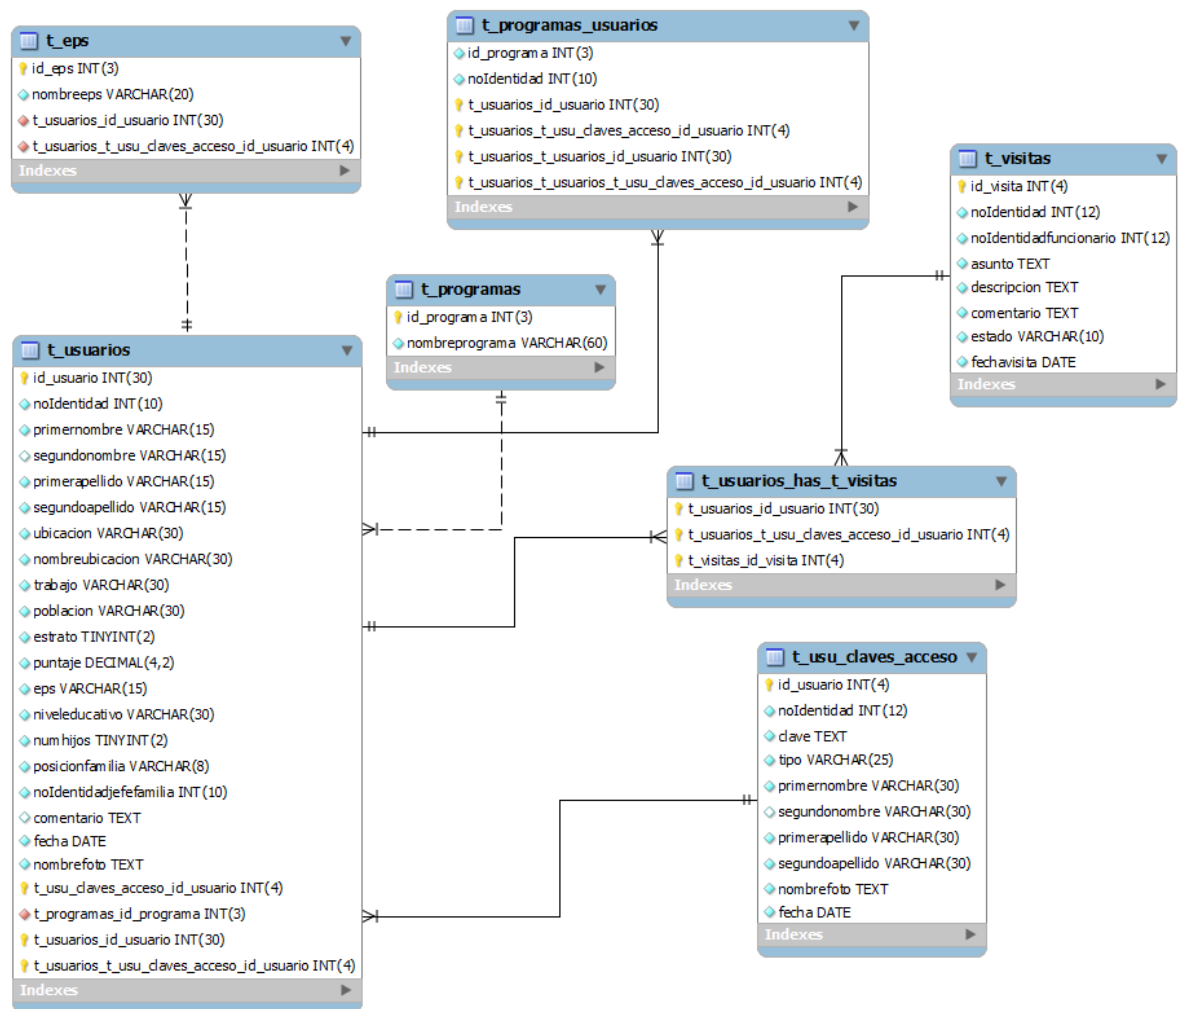 t_eps
id_eps INT(3)
nombreeps VARCHAR(20)
t_usuarios_id_usuario INT(30)
t_usuarios_t_usu_claves_acceso_id_usuario INT(4)
Indexes
t_programas_usuarios
id_programa INT(3)
noIdentidad INT(10)
t_usuarios_id_usuario INT(30)
t_usuarios_t_usu_claves_acceso_id_usuario INT(4)
t_usuarios_t_usuarios_id_usuario INT(30)
t_usuarios_t_usuarios_t_usu_claves_acceso_id_usuario INT(4)
Indexes
t_visitas
id_visita INT(4)
noIdentidad INT(12)
noIdentidadfuncionario INT(12)
asunto TEXT
descripcion TEXT
comentario TEXT
estado VARCHAR(10)
fechavisita DATE
Indexes
t_programas
id_programa INT(3)
nombreprograma VARCHAR(60)
Indexes
t_usuarios
id_usuario INT(30)
noIdentidad INT(10)
primernombre VARCHAR(15)
segundonombre VARCHAR(15)
primerapellido VARCHAR(15)
segundoapellido VARCHAR(15)
ubicacion VARCHAR(30)
nombreubicacion VARCHAR(30)
trabajo VARCHAR(30)
poblacion VARCHAR(30)
estrato TINYINT(2)
puntaje DECIMAL(4,2)
eps VARCHAR(15)
niveleducativo VARCHAR(30)
numhijos TINYINT(2)
posicionfamilia VARCHAR(8)
noIdentidadjefefamilia INT(10)
comentario TEXT
fecha DATE
nombrefoto TEXT
t_usu_claves_acceso_id_usuario INT(4)
t_programas_id_programa INT(3)
t_usuarios_id_usuario INT(30)
t_usuarios_t_usu_claves_acceso_id_usuario INT(4)
Indexes
t_usuarios_has_t_visitas
t_usuarios_id_usuario INT(30)
t_usuarios_t_usu_claves_acceso_id_usuario INT(4)
t_visitas_id_visita INT(4)
Indexes
t_usu_claves_acceso
id_usuario INT(4)
noIdentidad INT(12)
clave TEXT
tipo VARCHAR(25)
primernombre VARCHAR(30)
segundonombre VARCHAR(30)
primerapellido VARCHAR(30)
segundoapellido VARCHAR(30)
nombrefoto TEXT
fecha DATE
Indexes